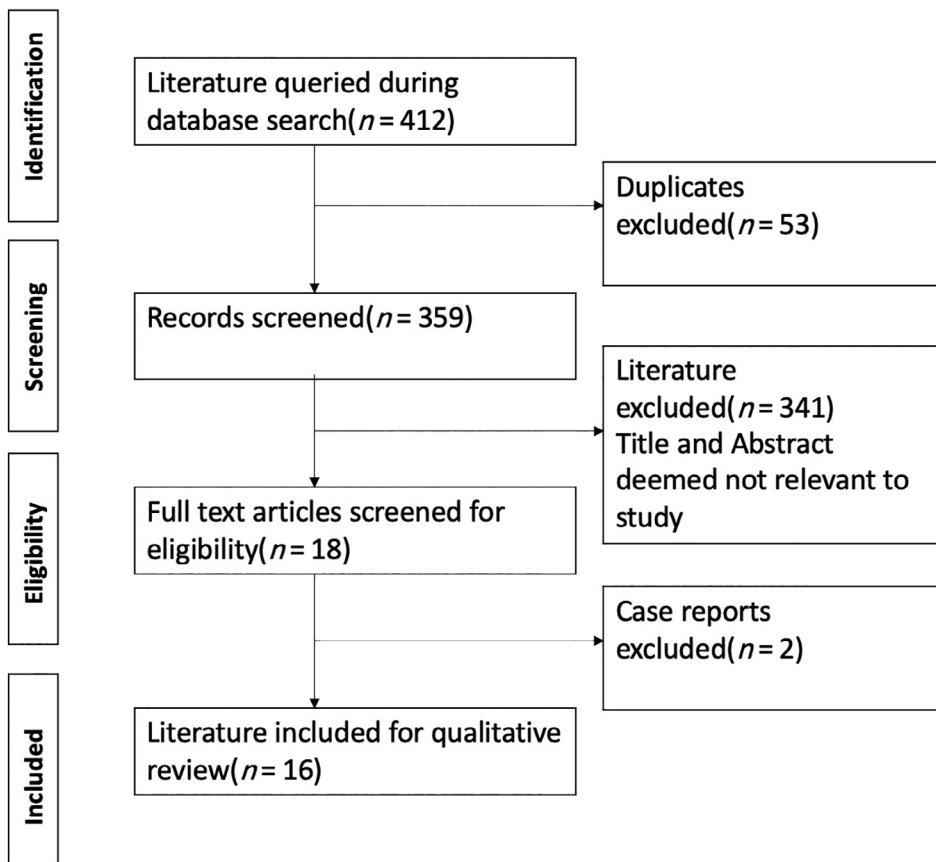 Identification
Literature queried during
database search(n = 412)
Duplicates
excluded(n = 53)
Screening
Records screened(n = 359)
Literature
excluded(n = 341)
Title and Abstract
deemed not relevant to
study
Eligibility
Full text articles screened for
eligibility(n = 18)
Case reports
excluded(n = 2)
Included
Literature included for qualitative
review(n = 16)